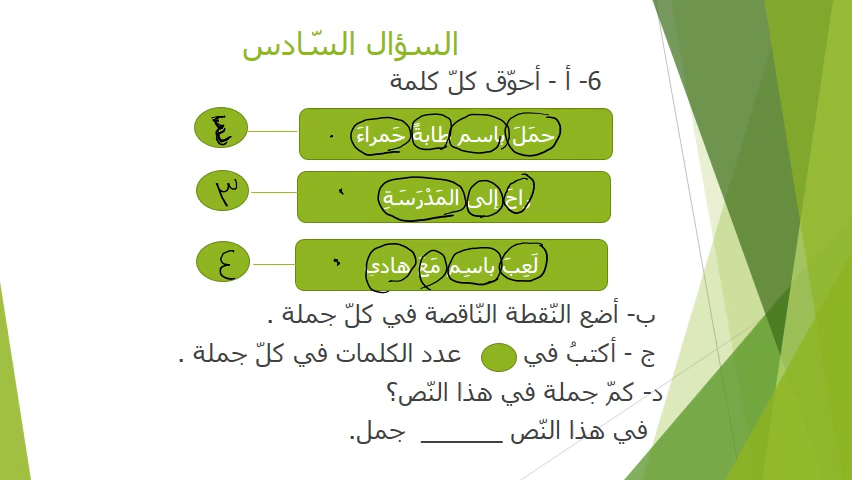 السؤال السّادس
6- أ - أحوّق كلّ كلمة
حمَلَ باسم طابةً حَمراءَ . ٤
راحَ إلى المَدْرَسَةِ . ٣
لَعِبَ باسِم مَع هادي . ٤
ب- أضع النّقطة النّاقصة في كلّ جملة .
ج - أكتبُ في عدد الكلمات في كلّ جملة .
د- كمّ جملة في هذا النّص؟
في هذا النّص _______ جمل.